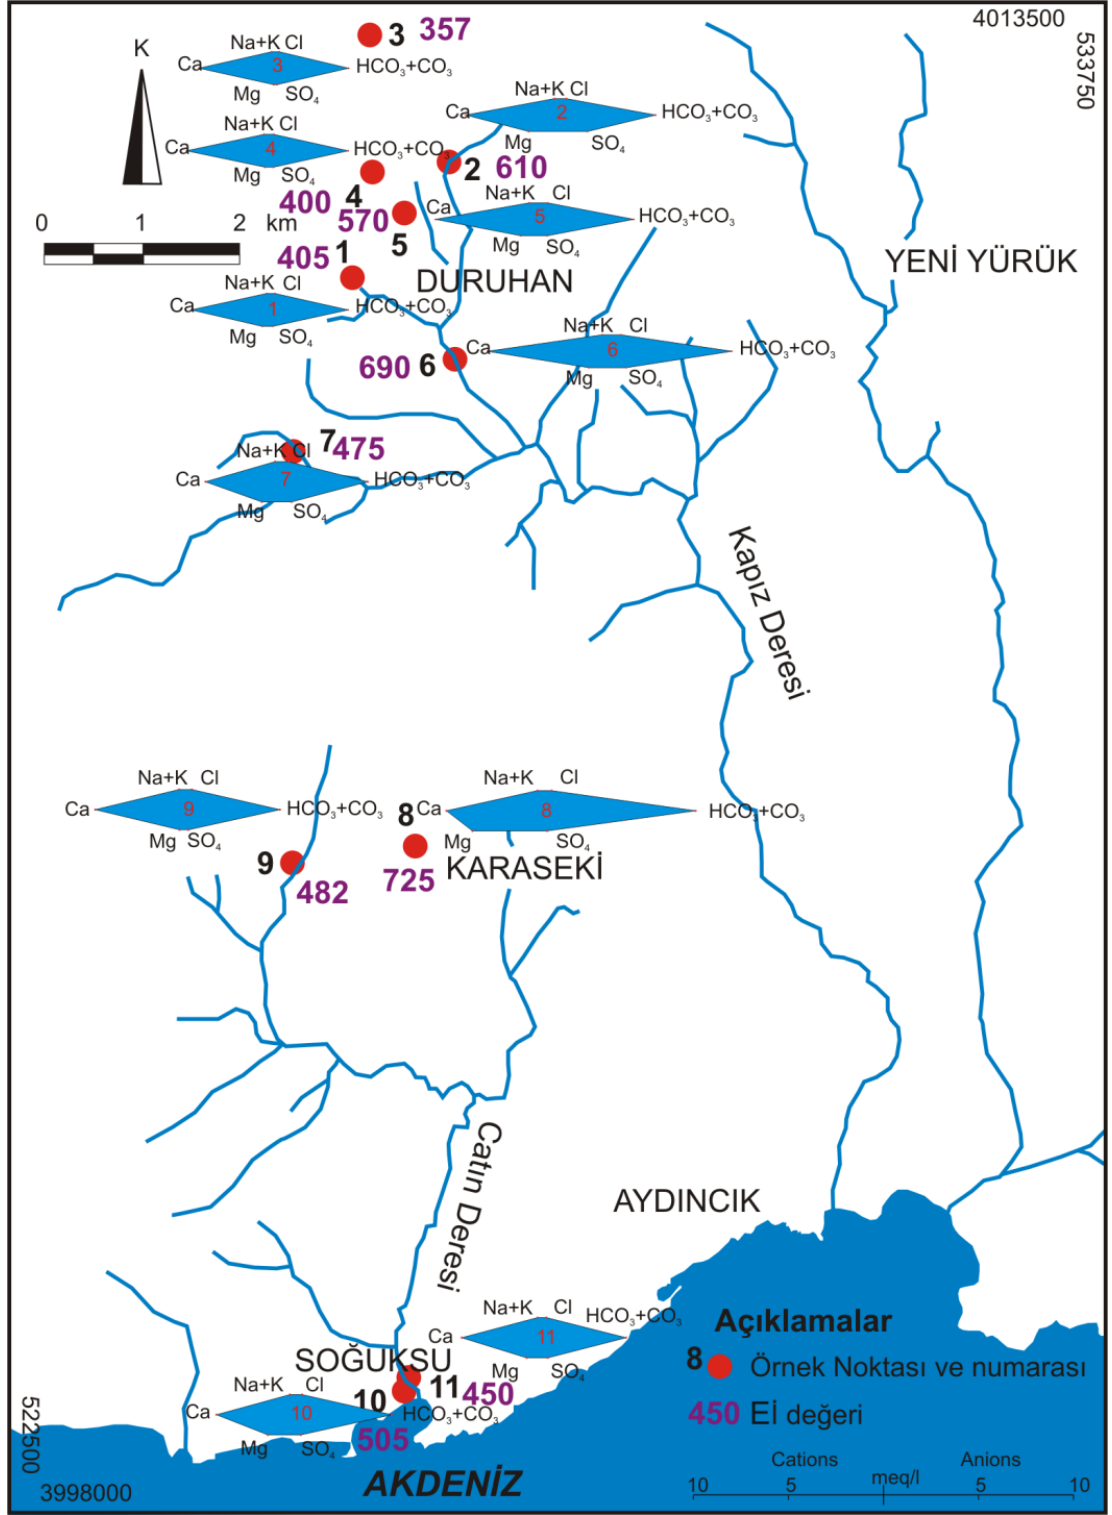 4013500
533750
3 357
Na+K Cl
Ca 3 HCO₃+CO₃
Mg SO₄
K
Na+K Cl
Ca 2 HCO₃+CO₃
Mg SO₄
Na+K Cl
Ca 4 HCO₃+CO₃
Mg SO₄
2 610
400 4
570
5
Na+K Cl
Ca 5 HCO₃+CO₃
Mg SO₄
0 1 2 km
405 1
DURUHAN
YENİ YÜRÜK
Na+K Cl
Ca 1 HCO₃+CO₃
Mg SO₄
Na+K Cl
Ca 6 HCO₃+CO₃
Mg SO₄
690 6
7 475
Na+K Cl
Ca 7 HCO₃+CO₃
Mg SO₄
Kapız Deresi
Na+K Cl
Ca 9 HCO₃+CO₃
Mg SO₄
Na+K Cl
8 Ca 8 HCO₃+CO₃
Mg SO₄
9
482
725
KARASEKİ
Catın Deresi
AYDINCIK
Na+K Cl
Ca 11 HCO₃+CO₃
Mg SO₄
SOĞUKSU
10 11 450
Na+K Cl
Ca 10 HCO₃+CO₃
Mg SO₄
505
AKDENİZ
522500
3998000
Açıklamalar
8 Örnek Noktası ve numarası
450 Eİ değeri
Cations Anions
10 5 meq/l 5 10